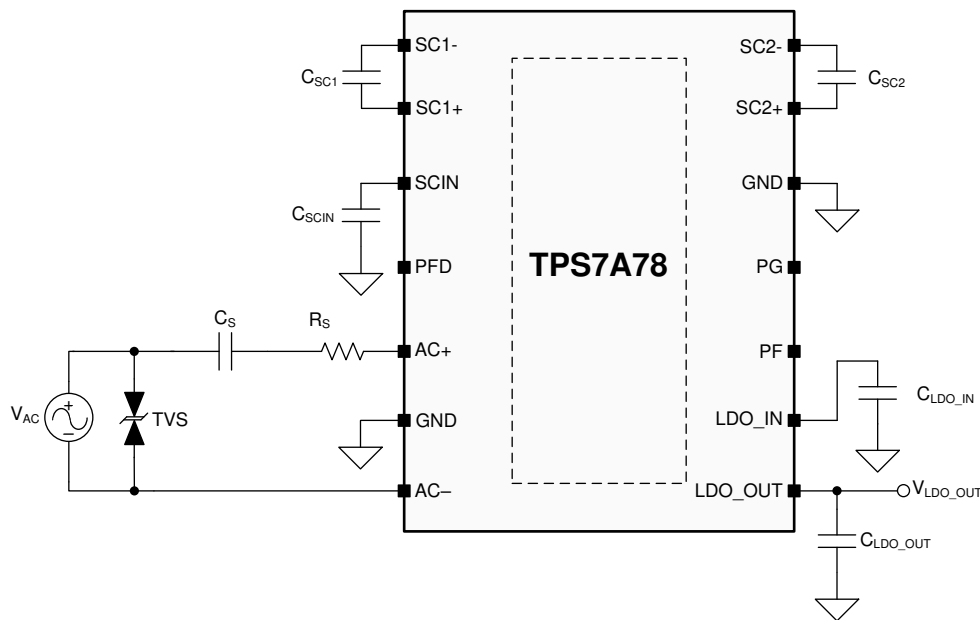 SC1-
SC2-
CSC1
CSC2
SC1+
SC2+
SCIN
GND
CSCIN
TPS7A78
PFD
PG
CS
RS
AC+
PF
VAC
+
–
TVS
GND
LDO_IN
CLDO_IN
AC–
LDO_OUT
VLDO_OUT
CLDO_OUT